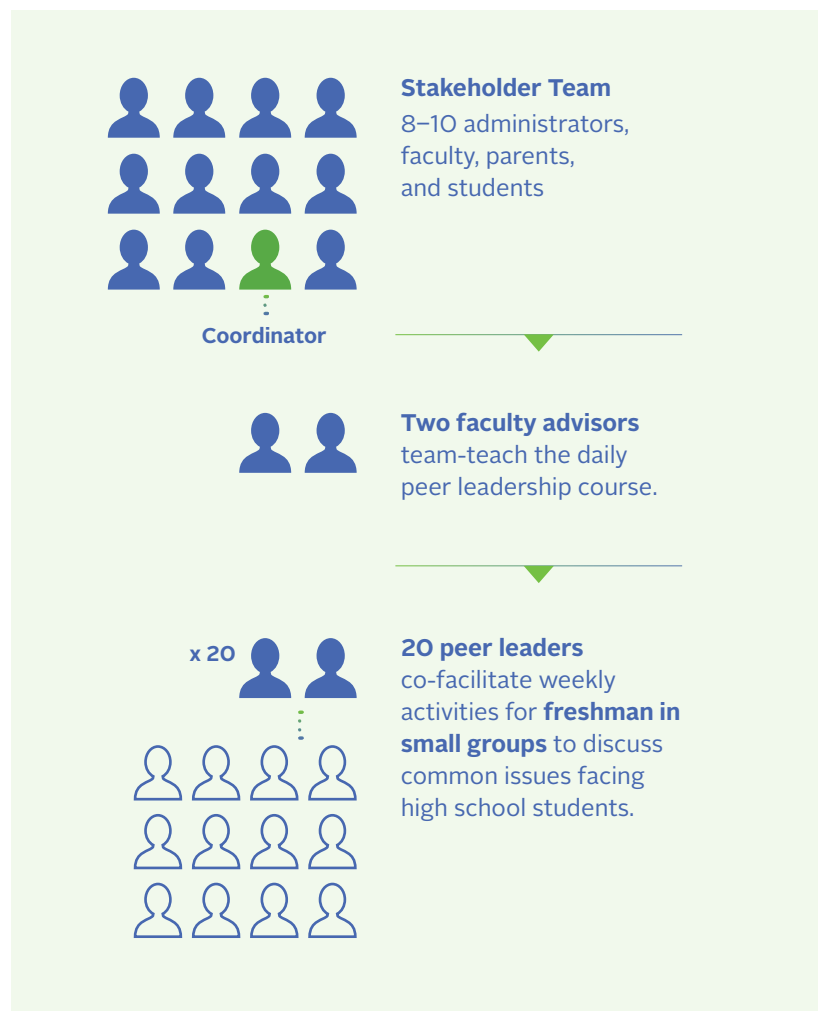 Stakeholder Team
8–10 administrators,
faculty, parents,
and students
Coordinator
Two faculty advisors
team-teach the daily
peer leadership course.
x 20
20 peer leaders
co-facilitate weekly
activities for freshman in
small groups to discuss
common issues facing
high school students.